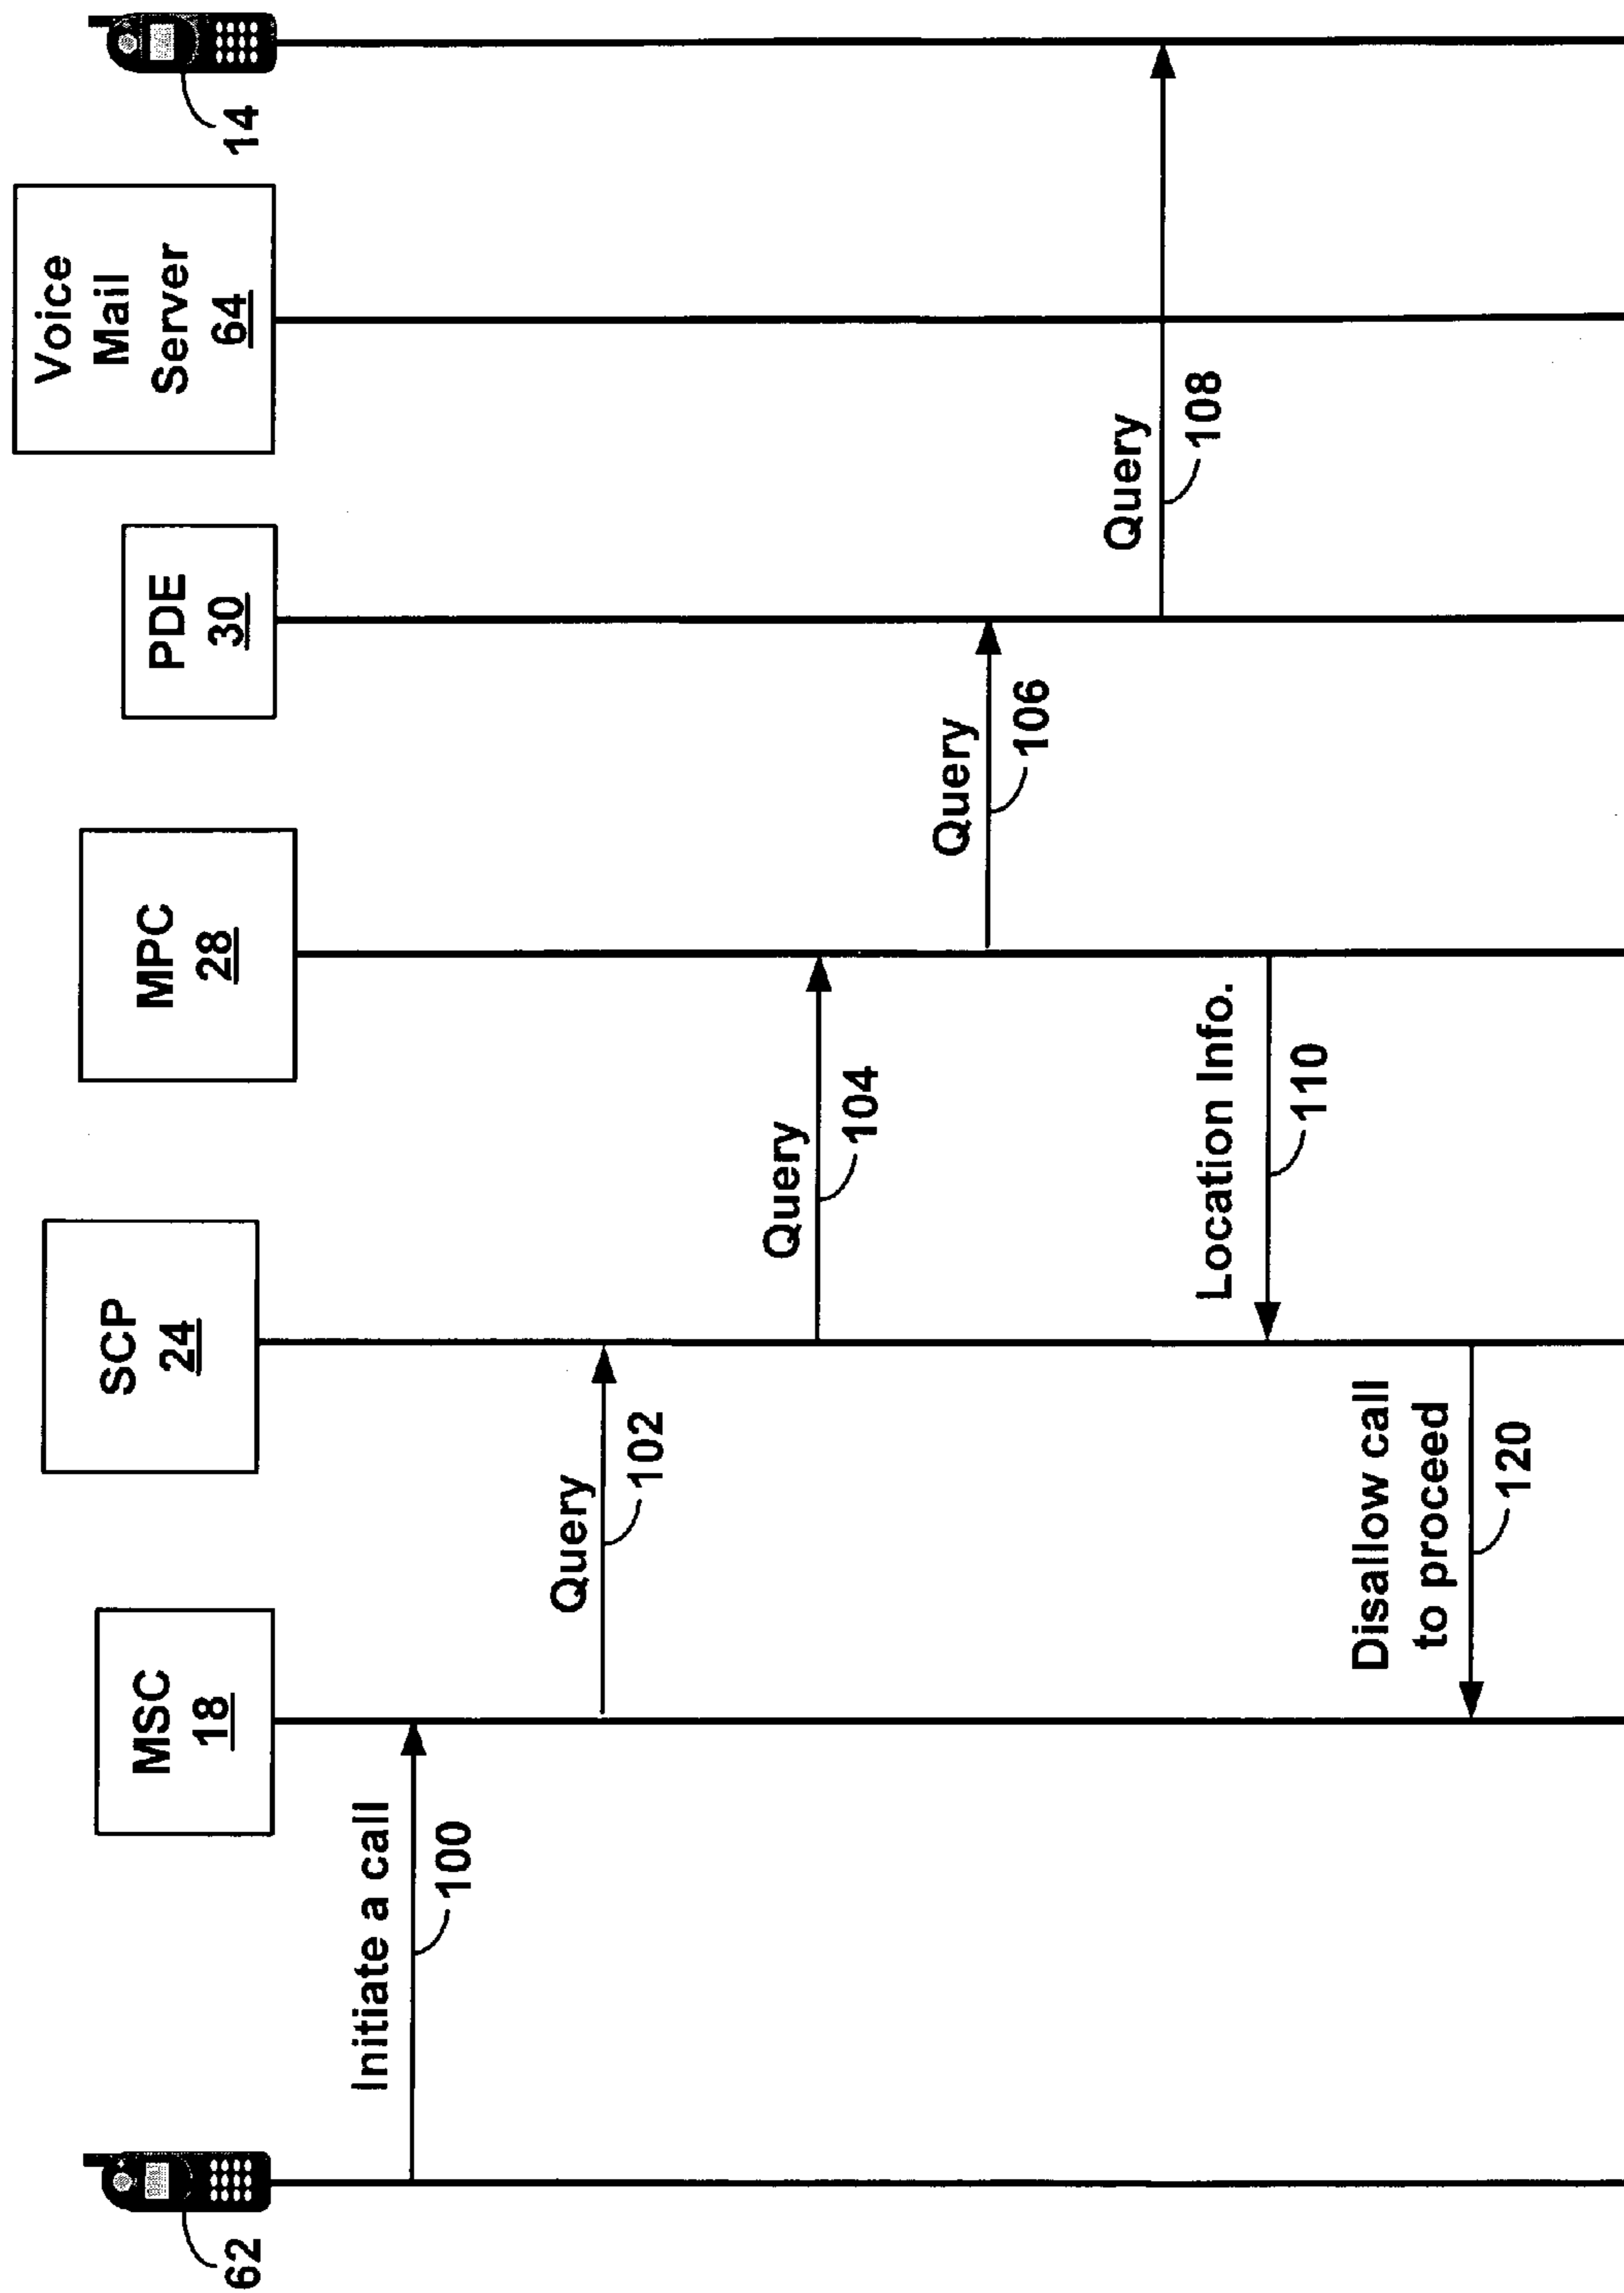 62
MSC
18
SCP
24
MPC
28
PDE
30
Voice
Mail
Server
64
14
Initiate a call
100
Query
102
Query
104
Query
106
Query
108
Location Info.
110
Disallow call
to proceed
120